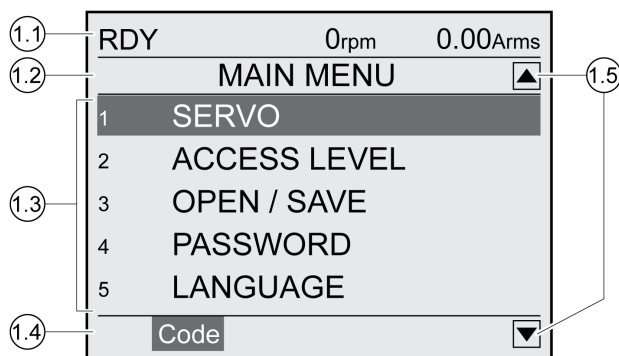 1.1 RDY 0rpm 0.00Arms
1.2 MAIN MENU ▲ 1.5
1 SERVO
2 ACCESS LEVEL
1.3 3 OPEN / SAVE
4 PASSWORD
5 LANGUAGE
1.4 Code ▼